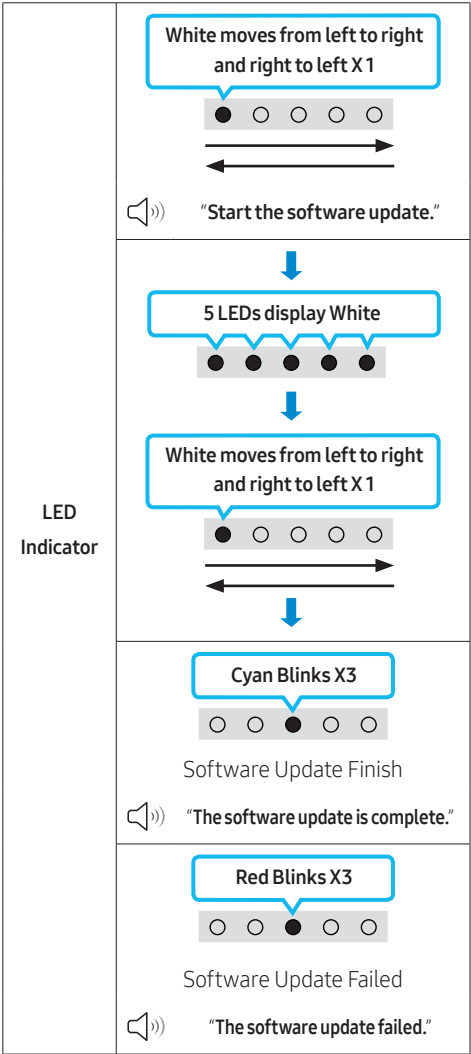 White moves from left to right
and right to left X 1
“Start the software update.”
5 LEDs display White
White moves from left to right
and right to left X 1
LED
Indicator
Cyan Blinks X3
Software Update Finish
“The software update is complete.”
Red Blinks X3
Software Update Failed
“The software update failed.”